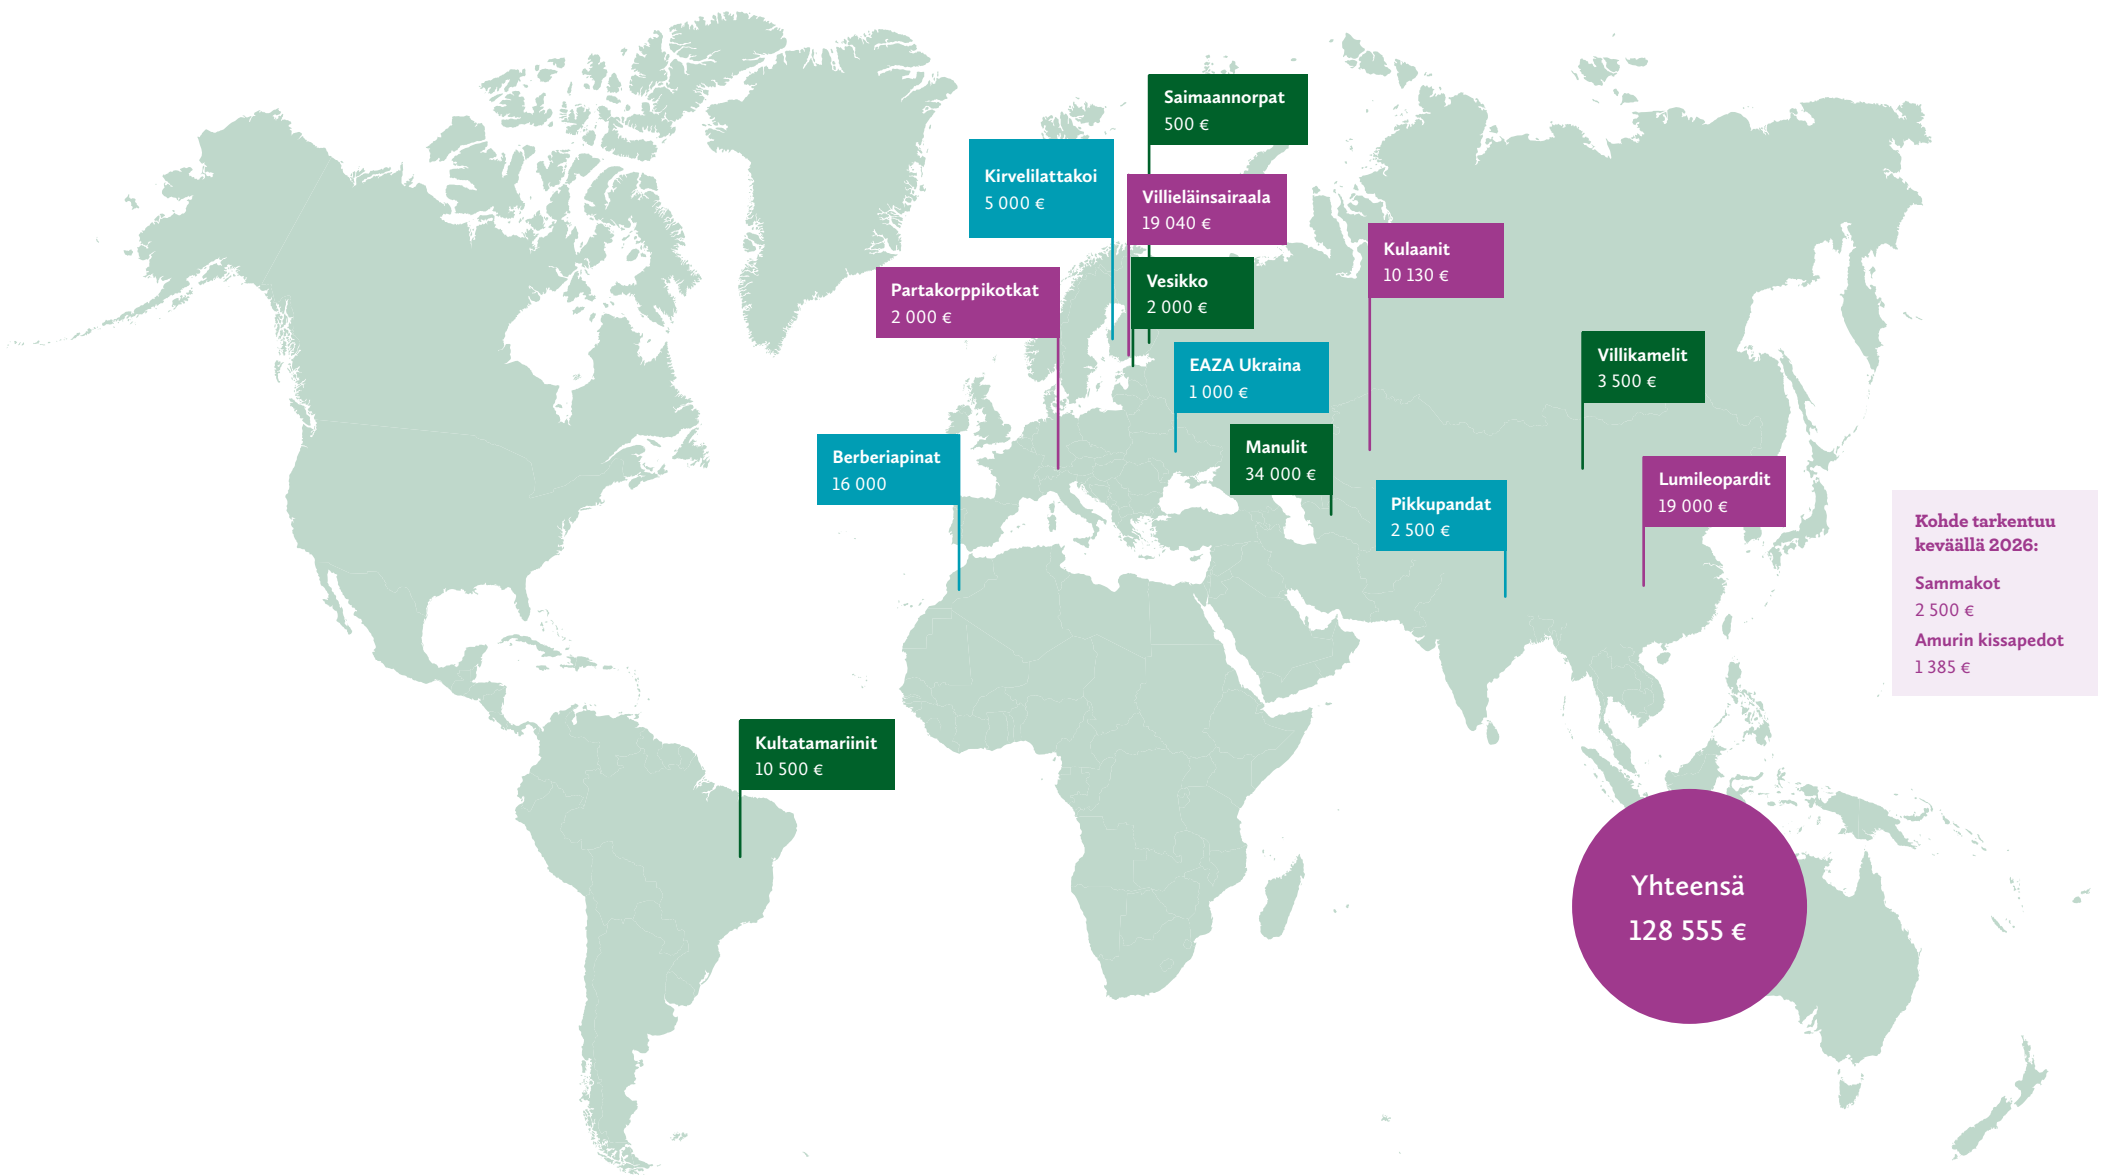 Saimaannorpat
500 €
Kirvelilattakoi
5 000 €
Villieläinsairaala
19 040 €
Kulaanit
10 130 €
Partakorppikotkat
2 000 €
Vesikko
2 000 €
EAZA Ukraina
1 000 €
Villikamelit
3 500 €
Berberiapinat
16 000
Manulit
34 000 €
Pikkupandat
2 500 €
Lumileopardit
19 000 €
Kohde tarkentuu
keväällä 2026:
Sammakot
2 500 €
Amurin kissapedot
1 385 €
Kultatamariinit
10 500 €
Yhteensä
128 555 €